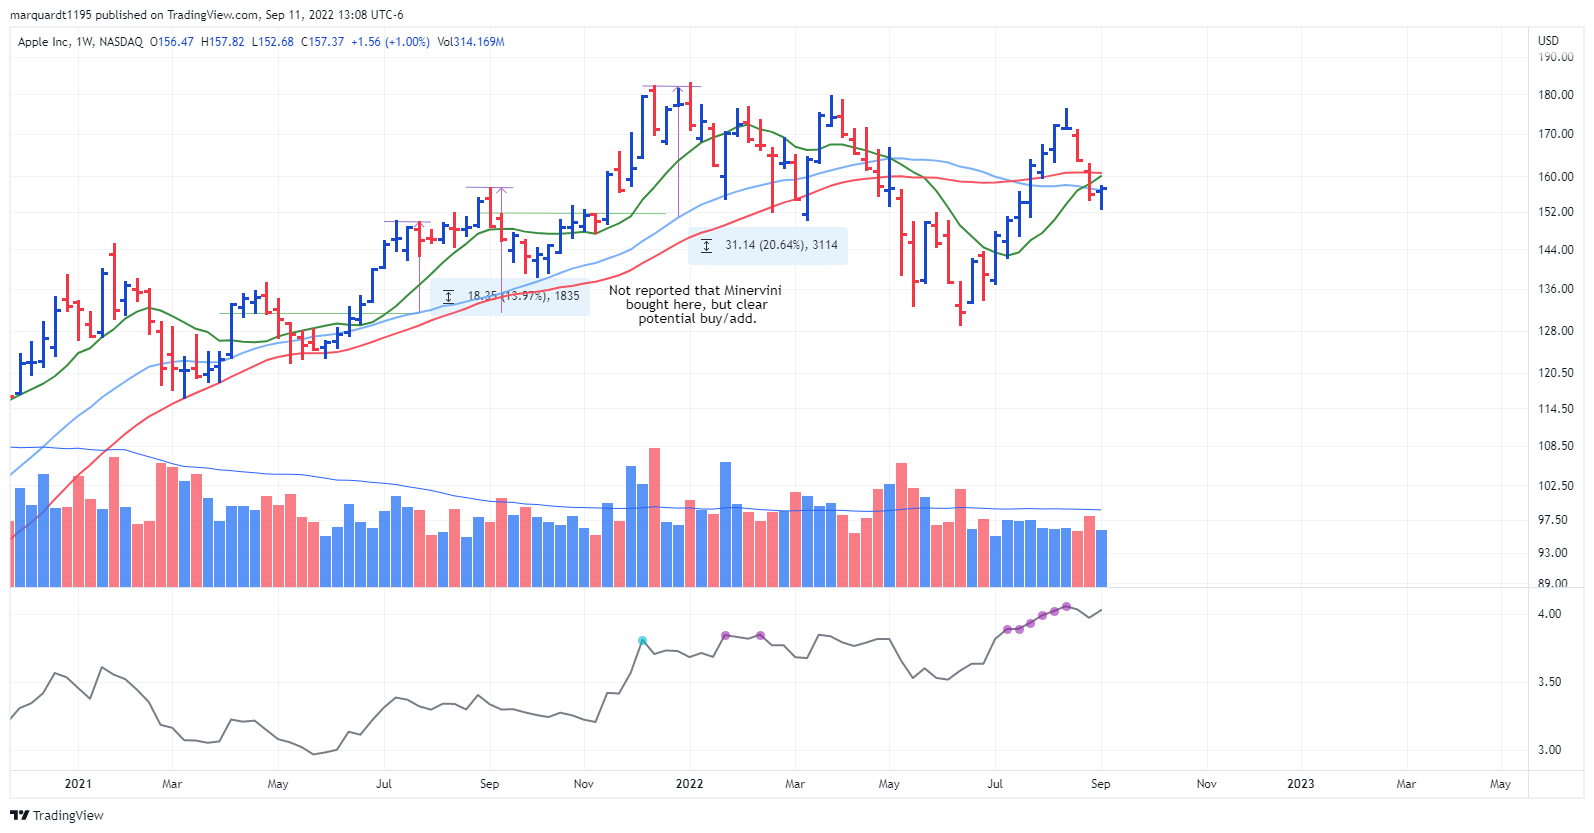 marquardt1195 published on TradingView.com, Sep 11, 2022 13:08 UTC-6
Apple Inc, 1W, NASDAQ O156.47 H157.82 L152.68 C157.37 +1.56 (+1.00%) Vol314.169M
USD
190.00
180.00
170.00
160.00
152.00
144.00
136.00
128.00
120.50
114.50
108.50
102.50
97.50
93.00
89.00
31.14 (20.64%), 3114
18.35 (13.97%), 1835
Not reported that Minervini
bought here, but clear
potential buy/add.
4.00
3.50
3.00
2021 Mar May Jul Sep Nov 2022 Mar May Jul Sep Nov 2023 Mar May
TradingView